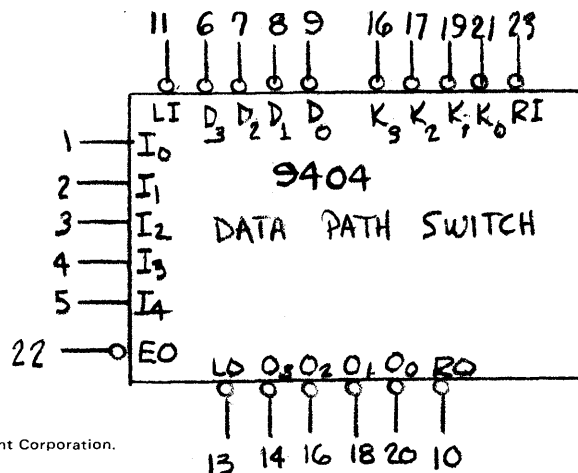 11 6 7 8 9 16 17 19 21 23
LI D3 D2 D1 D0 K3 K2 K1 K0 RI
1 I0
9404
2 I1
3 I2
DATA PATH SWITCH
4 I3
5 I4
22 EO
LO O3 O2 O1 O0 RO
13 14 16 18 20 10
nt Corporation.